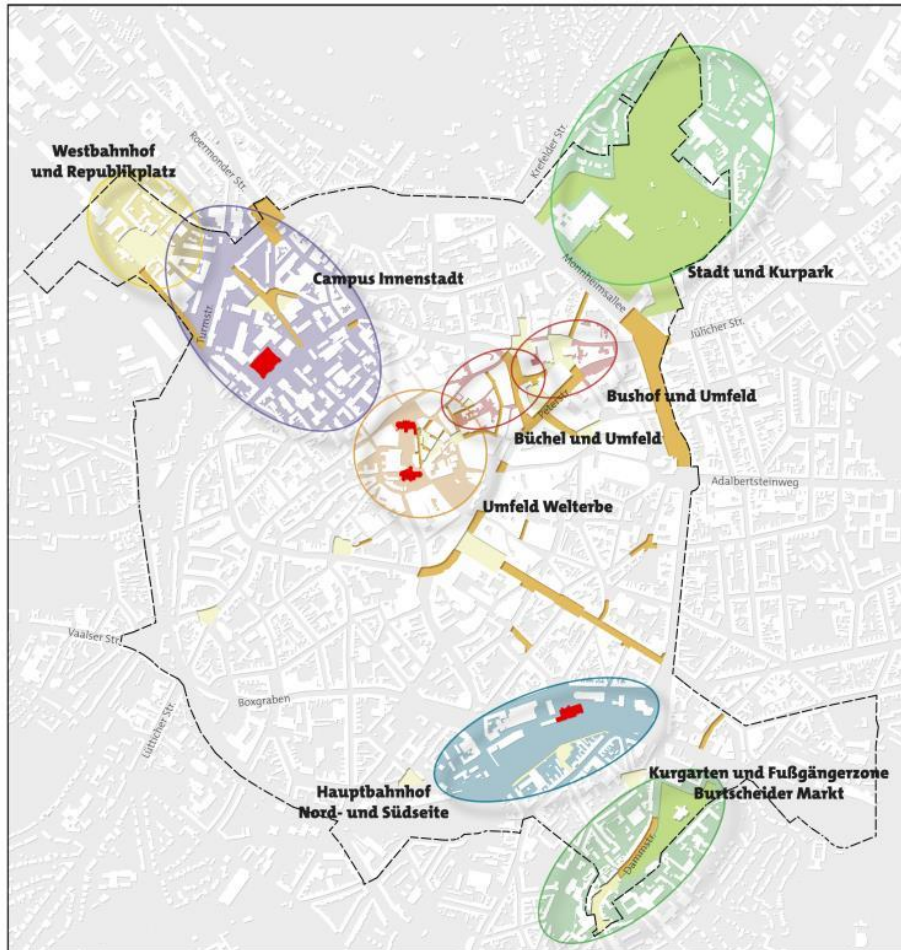 Westbahnhof
und Republikplatz
Roermonder Str.
Krefelder Str.
Campus Innenstadt
Turmstr.
Monnheimsallee
Stadt und Kurpark
Jülicher Str.
Peterstr.
Bushof und Umfeld
Büchel und Umfeld
Adalbertsteinweg
Umfeld Welterbe
Vaalser Str.
Boxgraben
Lütticher Str.
Hauptbahnhof
Nord- und Südseite
Kurgarten und Fußgängerzone
Burtscheider Markt
Dammstr.